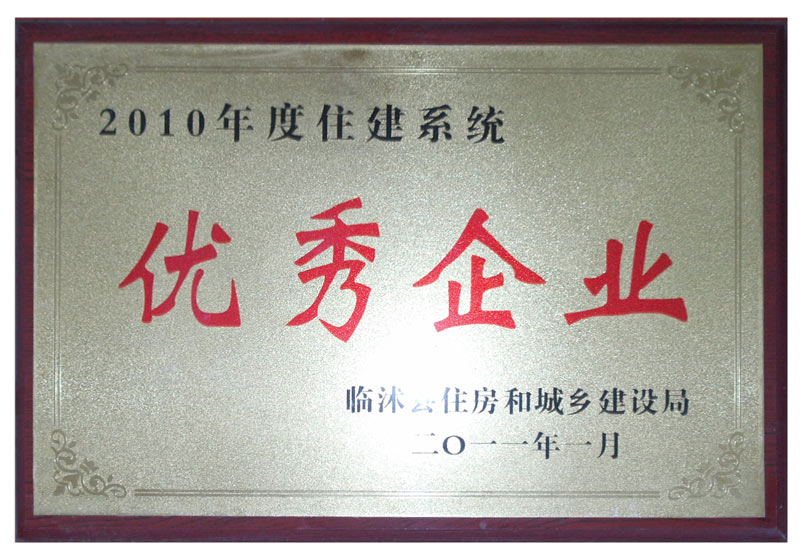 2010年度住建系统
优秀企业
临沭县住房和城乡建设局
二〇一一年一月